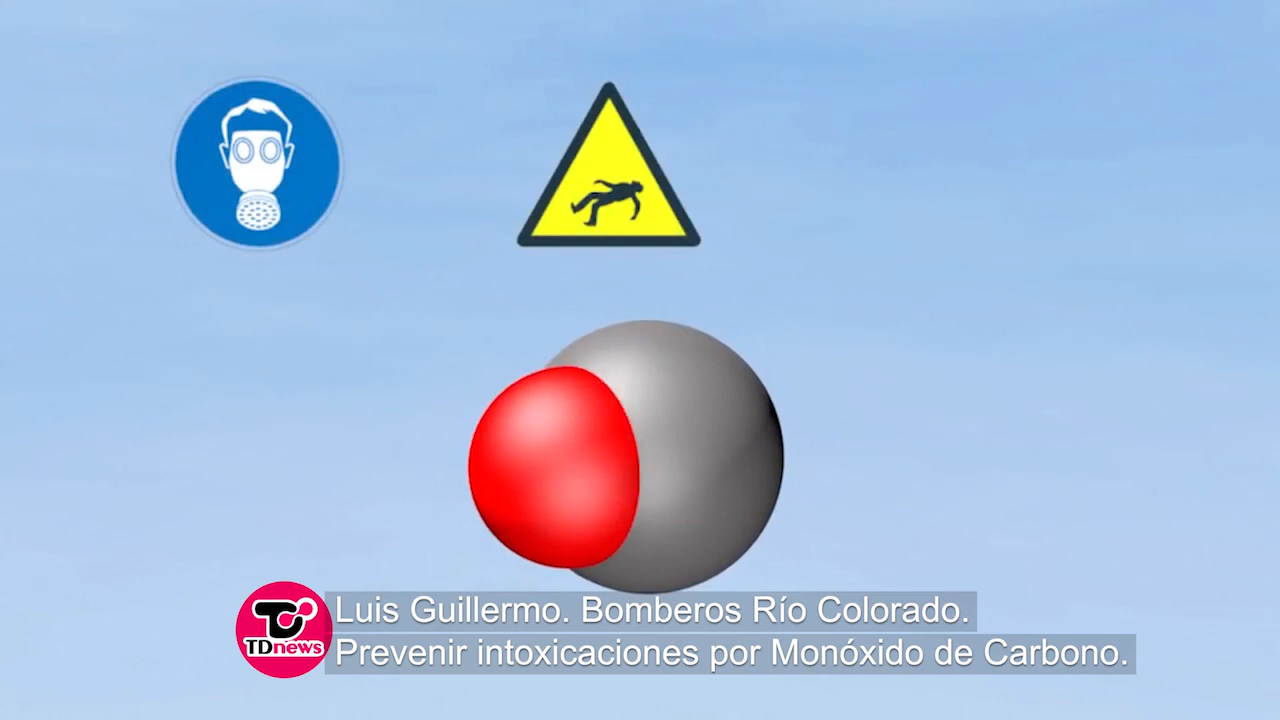 Luis Guillermo. Bomberos Río Colorado.
TDnews
Prevenir intoxicaciones por Monóxido de Carbono.